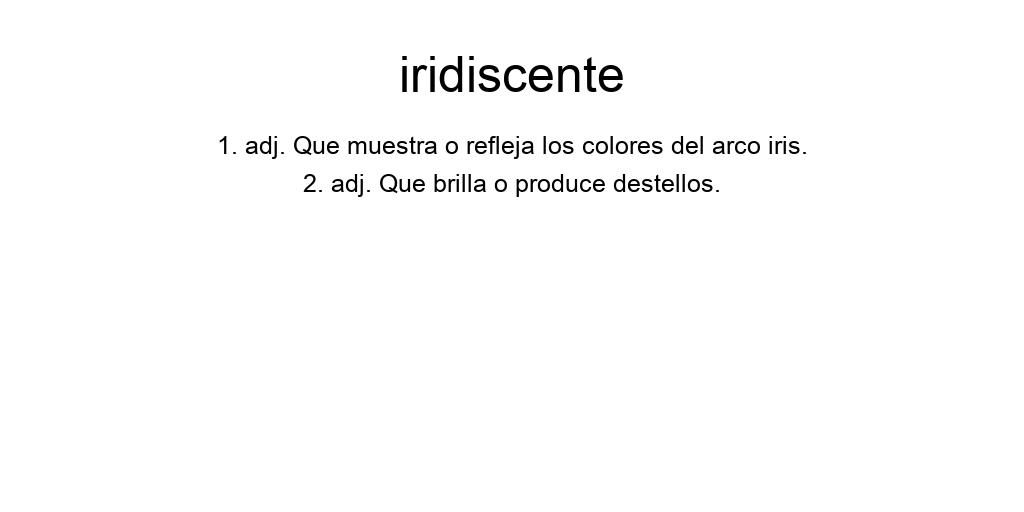 iridiscente
1. adj. Que muestra o refleja los colores del arco iris.
2. adj. Que brilla o produce destellos.